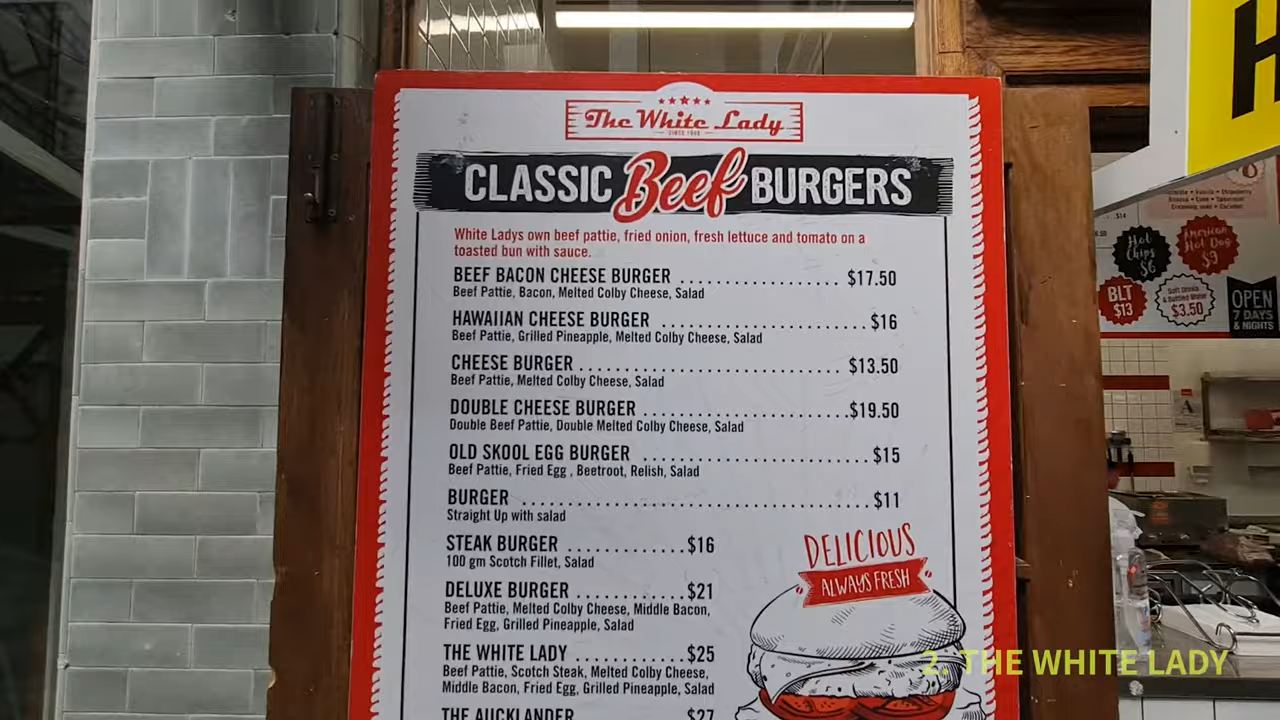 The White Lady
SINCE 1948
CLASSIC Beef BURGERS
White Ladys own beef pattie, fried onion, fresh lettuce and tomato on a
toasted bun with sauce.
BEEF BACON CHEESE BURGER .................. $17.50
Beef Pattie, Bacon, Melted Colby Cheese, Salad
HAWAIIAN CHEESE BURGER ........................ $16
Beef Pattie, Grilled Pineapple, Melted Colby Cheese, Salad
CHEESE BURGER .............................. $13.50
Beef Pattie, Melted Colby Cheese, Salad
DOUBLE CHEESE BURGER .......................$19.50
Double Beef Pattie, Double Melted Colby Cheese, Salad
OLD SKOOL EGG BURGER ........................... $15
Beef Pattie, Fried Egg , Beetroot, Relish, Salad
BURGER ....................................... $11
Straight Up with salad
STEAK BURGER ............$16
100 gm Scotch Fillet, Salad
DELUXE BURGER ...........$21
Beef Pattie, Melted Colby Cheese, Middle Bacon,
Fried Egg, Grilled Pineapple, Salad
THE WHITE LADY ...........$25
Beef Pattie, Scotch Steak, Melted Colby Cheese,
Middle Bacon, Fried Egg, Grilled Pineapple, Salad
THE AUCKLANDER ...........$27
DELICIOUS
ALWAYS FRESH
H
Hot
Chips
$6
American
Hot Dog
$9
BLT
$13
Soft Drinks
& Bottled Water
$3.50
OPEN
7 DAYS
& NIGHTS
2. THE WHITE LADY